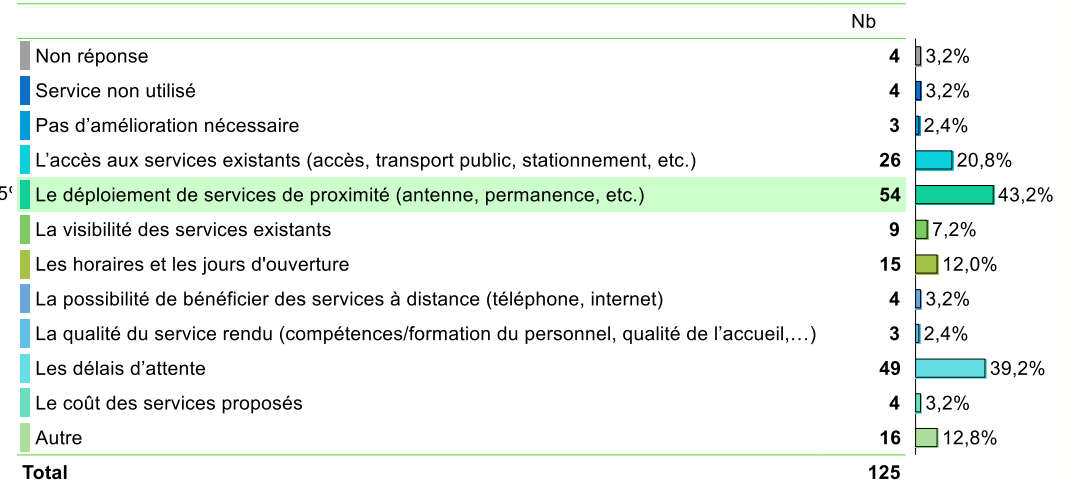 Nb
Non réponse 4 3,2%
Service non utilisé 4 3,2%
Pas d’amélioration nécessaire 3 2,4%
L’accès aux services existants (accès, transport public, stationnement, etc.) 26 20,8%
Le déploiement de services de proximité (antenne, permanence, etc.) 54 43,2%
La visibilité des services existants 9 7,2%
Les horaires et les jours d'ouverture 15 12,0%
La possibilité de bénéficier des services à distance (téléphone, internet) 4 3,2%
La qualité du service rendu (compétences/formation du personnel, qualité de l’accueil,…) 3 2,4%
Les délais d’attente 49 39,2%
Le coût des services proposés 4 3,2%
Autre 16 12,8%
Total 125